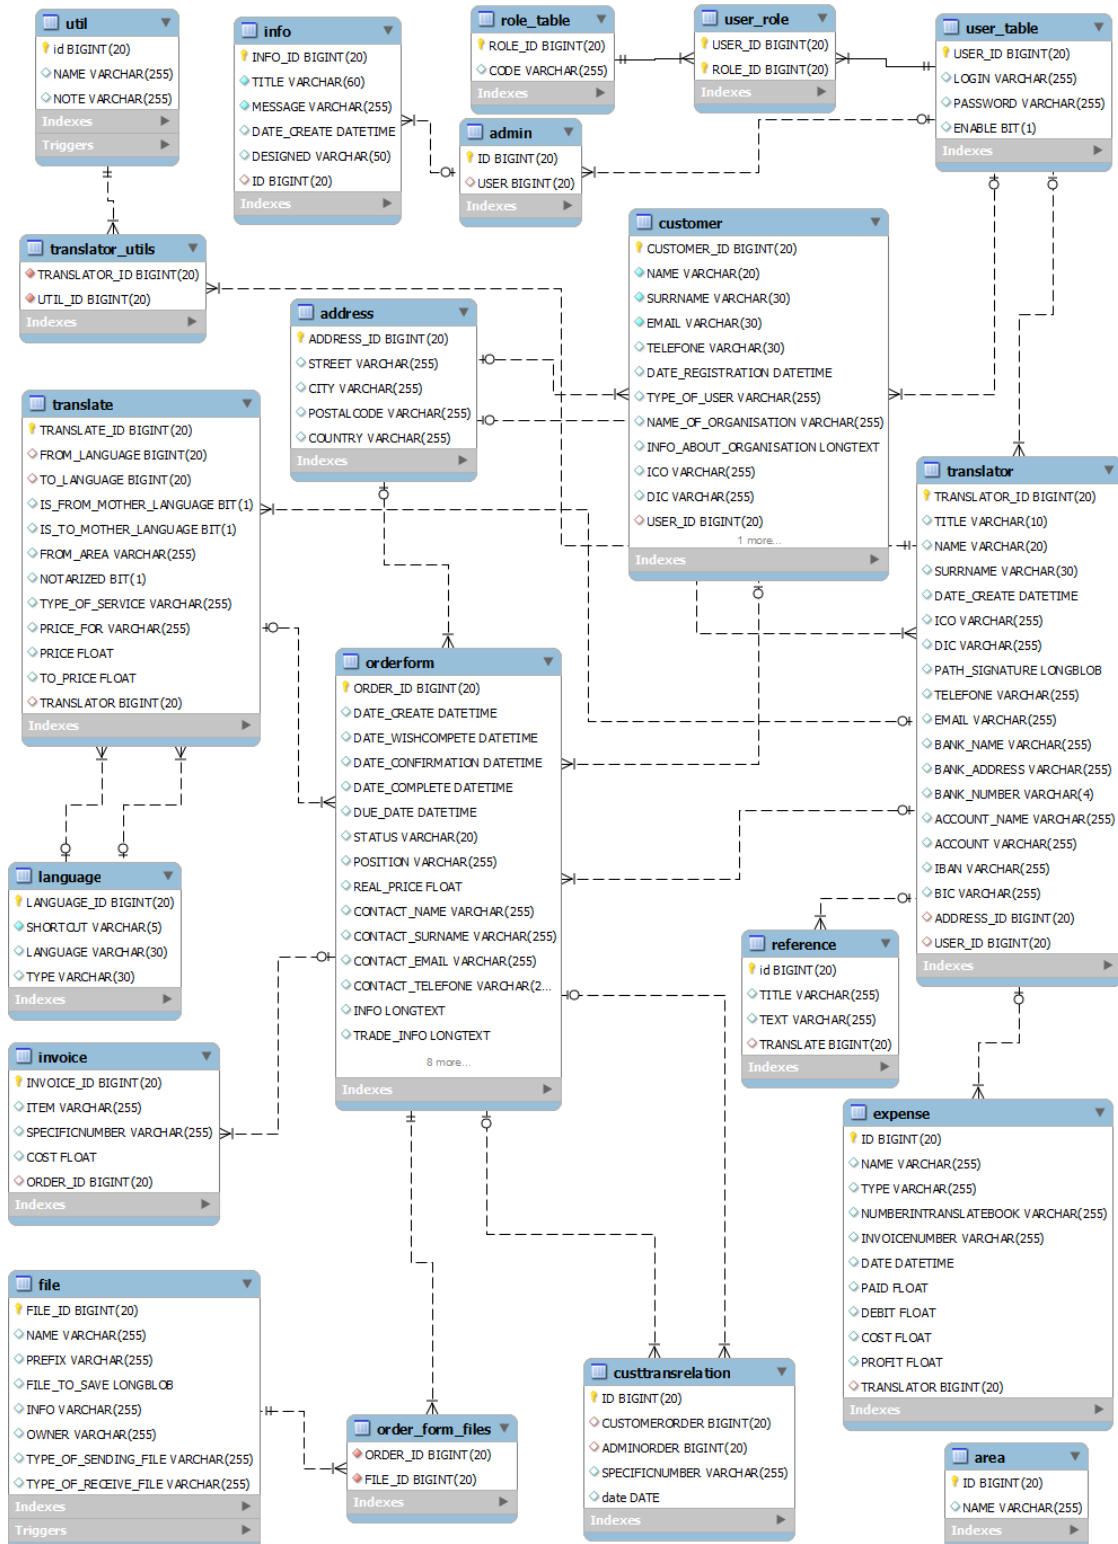 util
id BIGINT(20)
NAME VARCHAR(255)
NOTE VARCHAR(255)
Indexes
Triggers
info
INFO_ID BIGINT(20)
TITLE VARCHAR(60)
MESSAGE VARCHAR(255)
DATE_CREATE DATETIME
DESIGNED VARCHAR(50)
ID BIGINT(20)
Indexes
role_table
ROLE_ID BIGINT(20)
CODE VARCHAR(255)
Indexes
user_role
USER_ID BIGINT(20)
ROLE_ID BIGINT(20)
Indexes
user_table
USER_ID BIGINT(20)
LOGIN VARCHAR(255)
PASSWORD VARCHAR(255)
ENABLE BIT(1)
Indexes
admin
ID BIGINT(20)
USER BIGINT(20)
Indexes
translator_utils
TRANSLATOR_ID BIGINT(20)
UTIL_ID BIGINT(20)
Indexes
customer
CUSTOMER_ID BIGINT(20)
NAME VARCHAR(20)
SURRNAME VARCHAR(30)
EMAIL VARCHAR(30)
TELEFONE VARCHAR(30)
DATE_REGISTRATION DATETIME
TYPE_OF_USER VARCHAR(255)
NAME_OF_ORGANISATION VARCHAR(255)
INFO_ABOUT_ORGANISATION LONGTEXT
ICO VARCHAR(255)
DIC VARCHAR(255)
USER_ID BIGINT(20)
1 more...
Indexes
address
ADDRESS_ID BIGINT(20)
STREET VARCHAR(255)
CITY VARCHAR(255)
POSTALCODE VARCHAR(255)
COUNTRY VARCHAR(255)
Indexes
translate
TRANSLATE_ID BIGINT(20)
FROM_LANGUAGE BIGINT(20)
TO_LANGUAGE BIGINT(20)
IS_FROM_MOTHER_LANGUAGE BIT(1)
IS_TO_MOTHER_LANGUAGE BIT(1)
FROM_AREA VARCHAR(255)
NOTARIZED BIT(1)
TYPE_OF_SERVICE VARCHAR(255)
PRICE_FOR VARCHAR(255)
PRICE FLOAT
TO_PRICE FLOAT
TRANSLATOR BIGINT(20)
Indexes
translator
TRANSLATOR_ID BIGINT(20)
TITLE VARCHAR(10)
NAME VARCHAR(20)
SURRNAME VARCHAR(30)
DATE_CREATE DATETIME
ICO VARCHAR(255)
DIC VARCHAR(255)
PATH_SIGNATURE LONGBLOB
TELEFONE VARCHAR(255)
EMAIL VARCHAR(255)
BANK_NAME VARCHAR(255)
BANK_ADDRESS VARCHAR(255)
BANK_NUMBER VARCHAR(4)
ACCOUNT_NAME VARCHAR(255)
ACCOUNT VARCHAR(255)
IBAN VARCHAR(255)
BIC VARCHAR(255)
ADDRESS_ID BIGINT(20)
USER_ID BIGINT(20)
Indexes
orderform
ORDER_ID BIGINT(20)
DATE_CREATE DATETIME
DATE_WISHCOMPETE DATETIME
DATE_CONFIRMATION DATETIME
DATE_COMPLETE DATETIME
DUE_DATE DATETIME
STATUS VARCHAR(20)
POSITION VARCHAR(255)
REAL_PRICE FLOAT
CONTACT_NAME VARCHAR(255)
CONTACT_SURNAME VARCHAR(255)
CONTACT_EMAIL VARCHAR(255)
CONTACT_TELEFONE VARCHAR(2...
INFO LONGTEXT
TRADE_INFO LONGTEXT
8 more...
Indexes
language
LANGUAGE_ID BIGINT(20)
SHORTCUT VARCHAR(5)
LANGUAGE VARCHAR(30)
TYPE VARCHAR(30)
Indexes
reference
id BIGINT(20)
TITLE VARCHAR(255)
TEXT VARCHAR(255)
TRANSLATE BIGINT(20)
Indexes
invoice
INVOICE_ID BIGINT(20)
ITEM VARCHAR(255)
SPECIFICNUMBER VARCHAR(255)
COST FLOAT
ORDER_ID BIGINT(20)
Indexes
expense
ID BIGINT(20)
NAME VARCHAR(255)
TYPE VARCHAR(255)
NUMBERINTRANSLATEBOOK VARCHAR(255)
INVOICENUMBER VARCHAR(255)
DATE DATETIME
PAID FLOAT
DEBIT FLOAT
COST FLOAT
PROFIT FLOAT
TRANSLATOR BIGINT(20)
Indexes
file
FILE_ID BIGINT(20)
NAME VARCHAR(255)
PREFIX VARCHAR(255)
FILE_TO_SAVE LONGBLOB
INFO VARCHAR(255)
OWNER VARCHAR(255)
TYPE_OF_SENDING_FILE VARCHAR(255)
TYPE_OF_RECEIVE_FILE VARCHAR(255)
Indexes
Triggers
order_form_files
ORDER_ID BIGINT(20)
FILE_ID BIGINT(20)
Indexes
custtransrelation
ID BIGINT(20)
CUSTOMERORDER BIGINT(20)
ADMINORDER BIGINT(20)
SPECIFICNUMBER VARCHAR(255)
date DATE
Indexes
area
ID BIGINT(20)
NAME VARCHAR(255)
Indexes